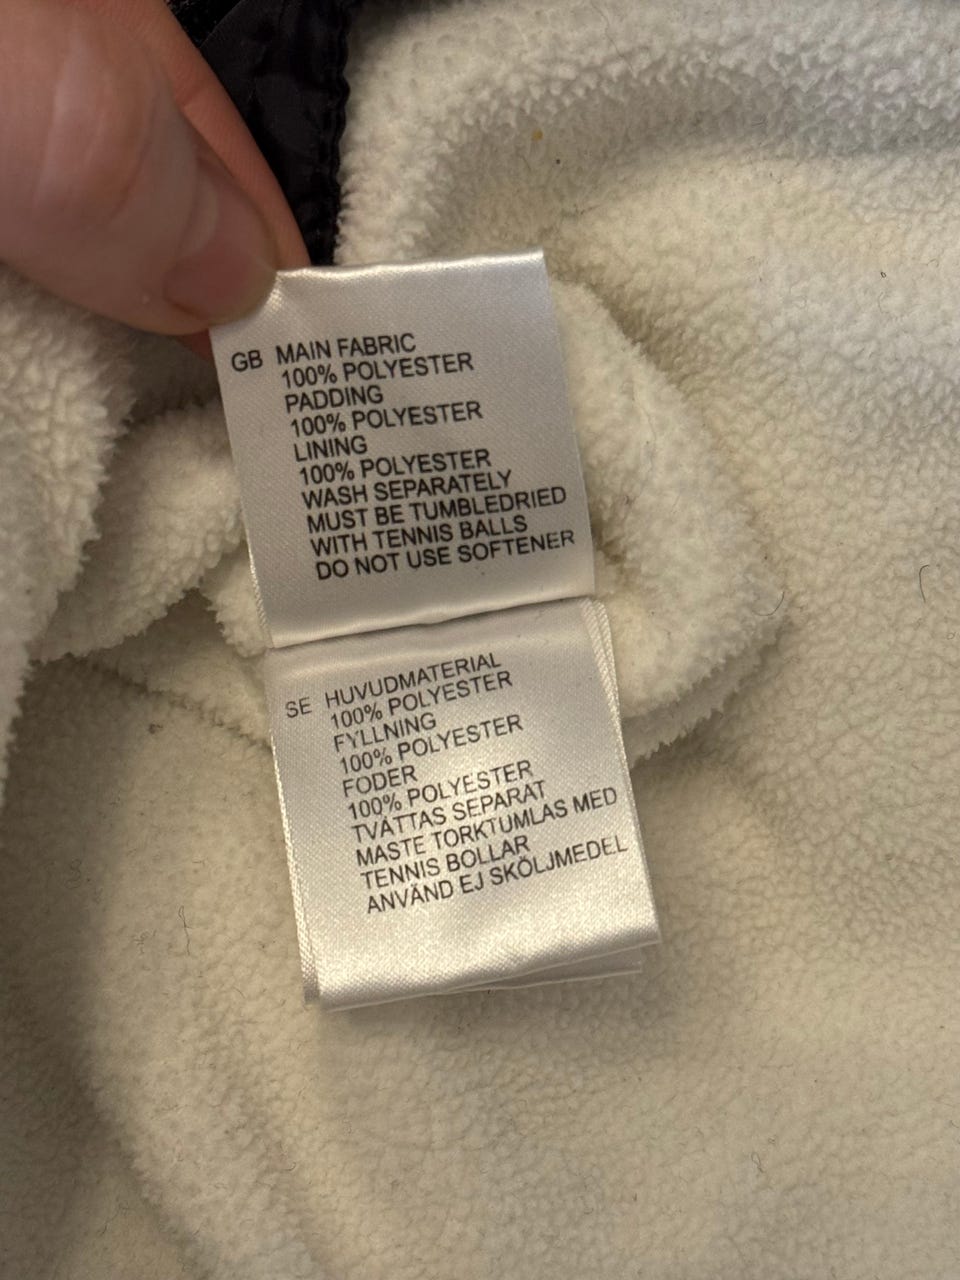 GB MAIN FABRIC
100% POLYESTER
PADDING
100% POLYESTER
LINING
100% POLYESTER
WASH SEPARATELY
MUST BE TUMBLEDRIED
WITH TENNIS BALLS
DO NOT USE SOFTENER
SE HUVUDMATERIAL
100% POLYESTER
FYLLNING
100% POLYESTER
FODER
100% POLYESTER
TVÄTTAS SEPARAT
MASTE TORKTUMLAS MED
TENNIS BOLLAR
ANVÄND EJ SKÖLJMEDEL